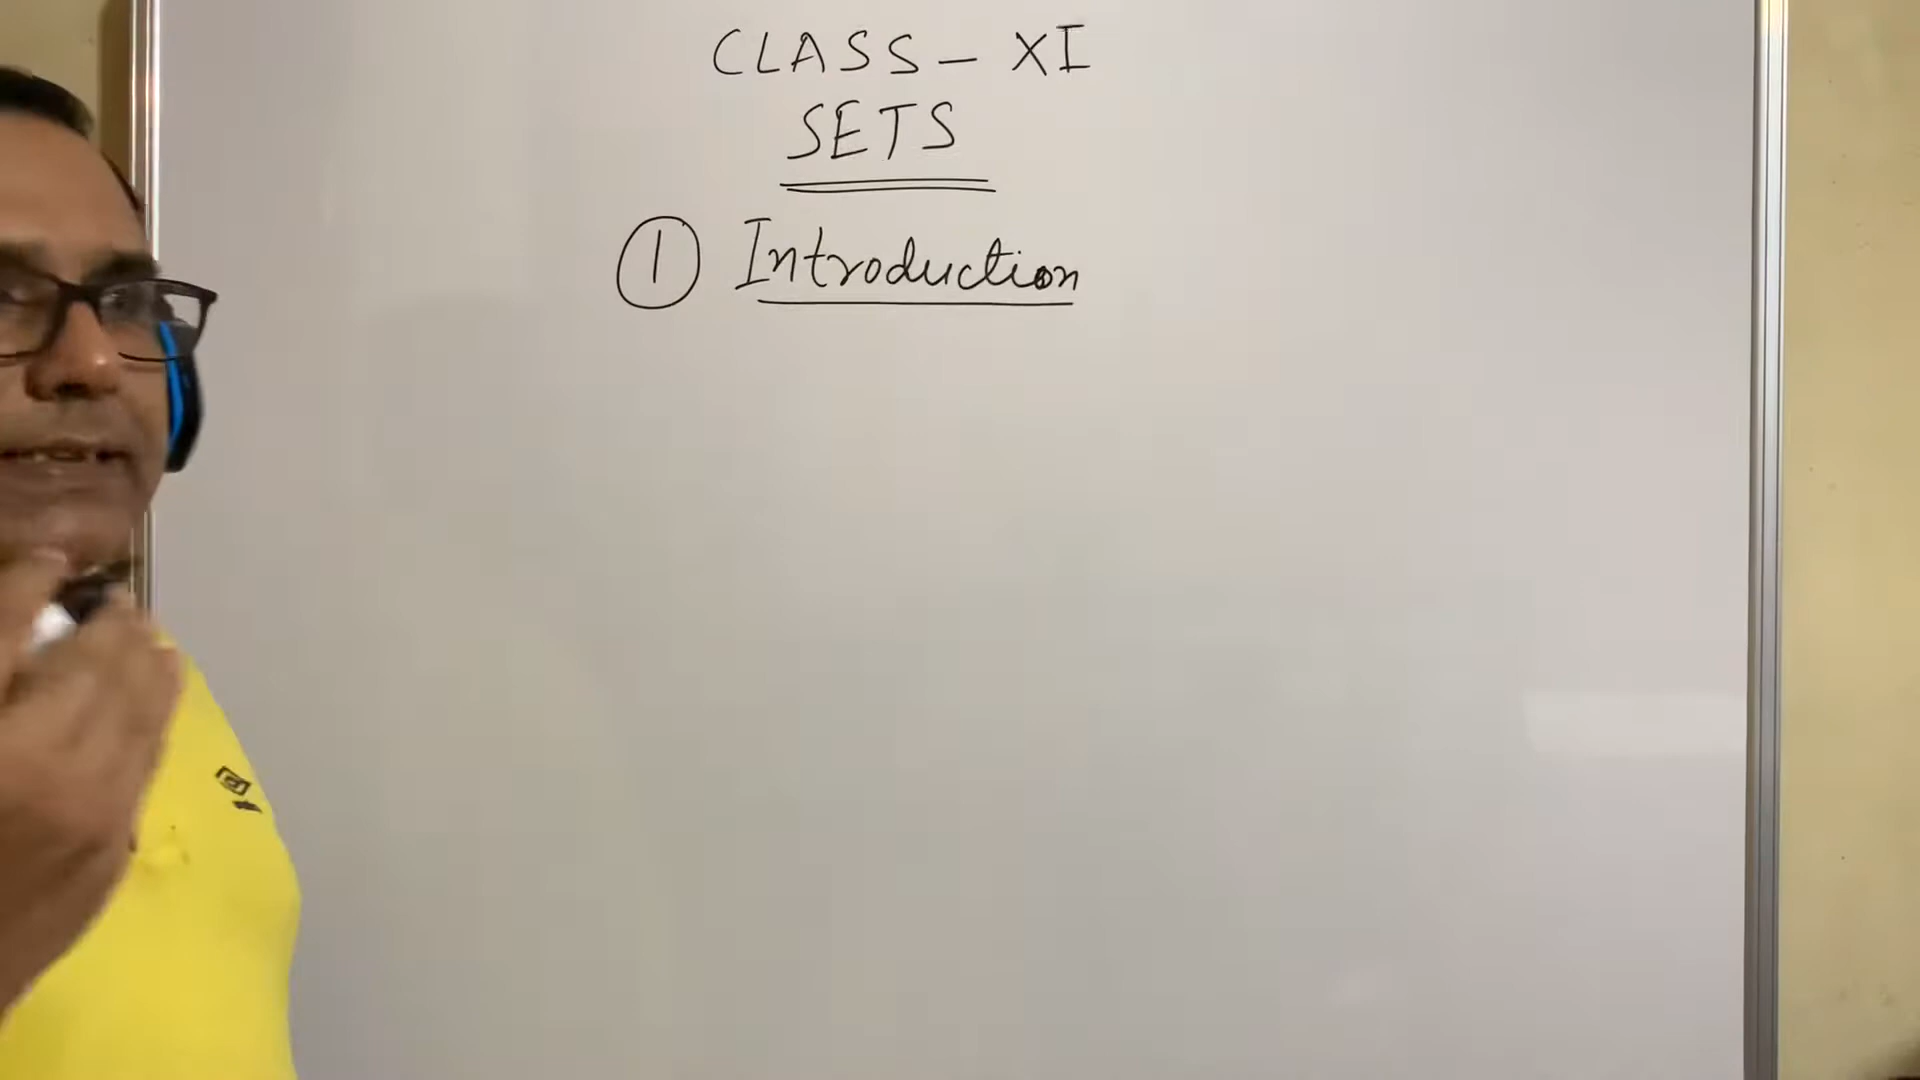 CLASS - XI
SETS
① Introduction